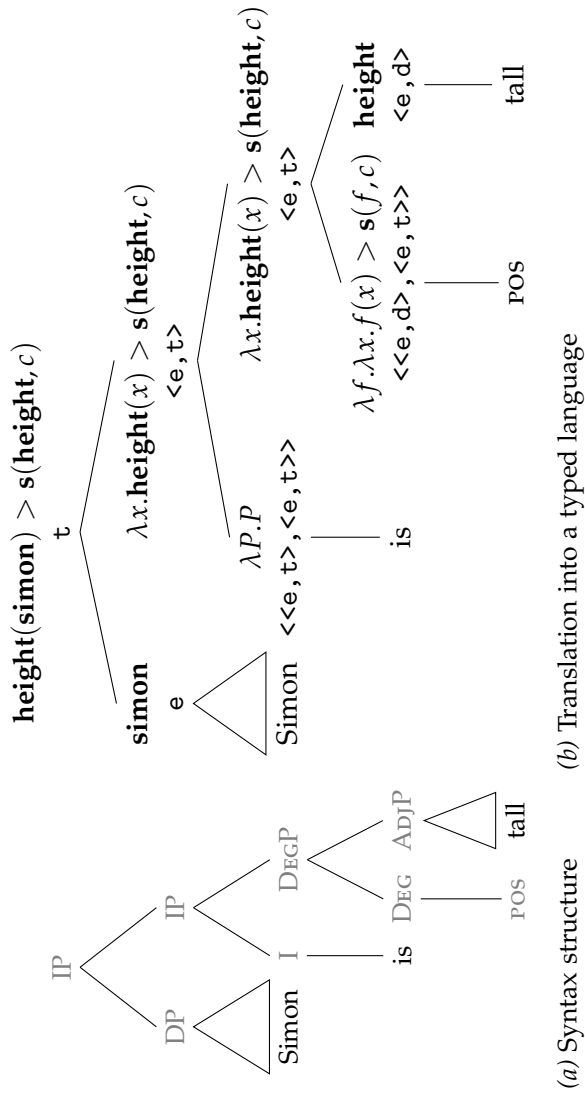 IP
DP IP
Simon
I DegP
is
Deg AdjP
pos tall
(a) Syntax structure
height(simon) > s(height, c)
t
simon λx.height(x) > s(height, c)
e <e,t>
Simon
λP.P λx.height(x) > s(height, c)
<<e,t>,<e,t>> <e,t>
is
λf.λx.f(x) > s(f, c) height
<<e,d>,<e,t>> <e,d>
pos tall
(b) Translation into a typed language